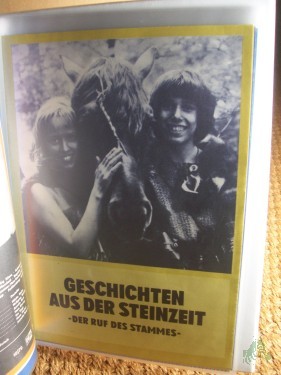 GESCHICHTEN
AUS DER STEINZEIT
-DER RUF DES STAMMES-